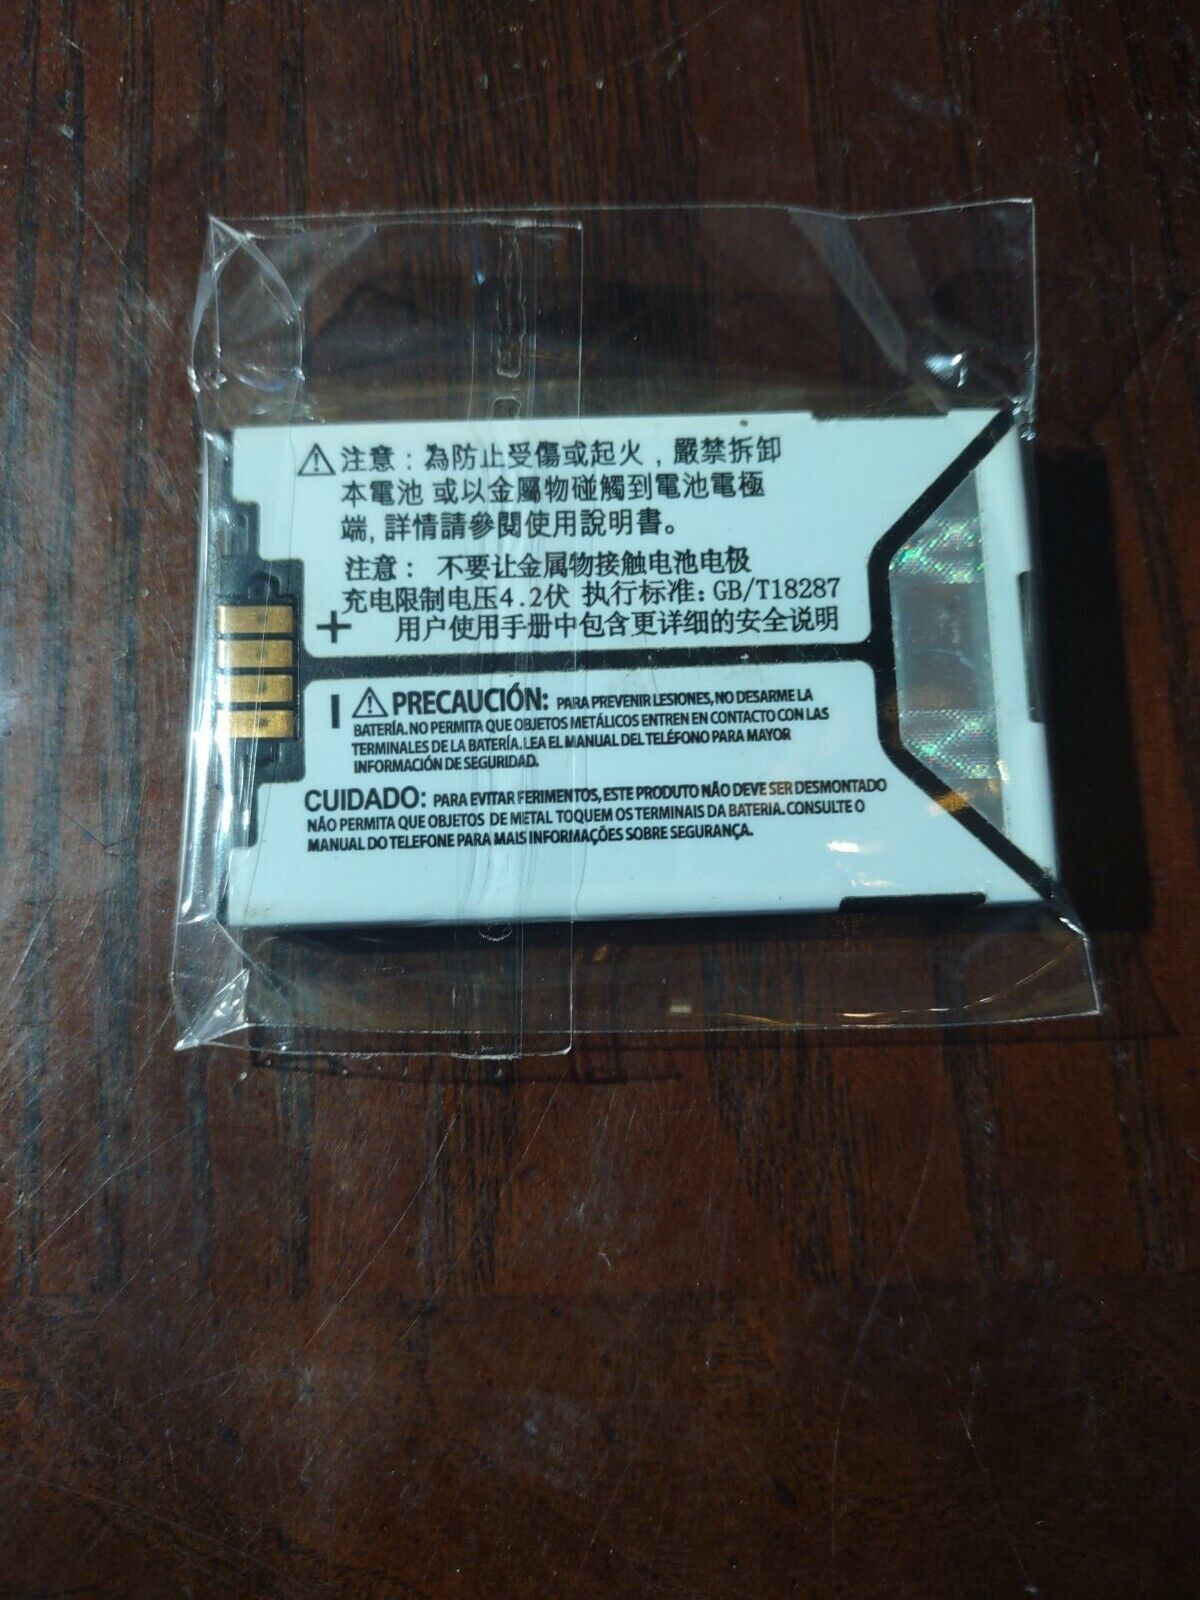 注意：為防止受傷或起火，嚴禁拆卸
本電池 或以金屬物碰觸到電池電極
端, 詳情請參閱使用說明書。
注意： 不要让金属物接触电池电极
充电限制电压4.2伏 执行标准: GB/T18287
+ 用户使用手册中包含更详细的安全说明
PRECAUCIÓN: PARA PREVENIR LESIONES, NO DESARME LA
BATERÍA. NO PERMITA QUE OBJETOS METÁLICOS ENTREN EN CONTACTO CON LAS
TERMINALES DE LA BATERÍA. LEA EL MANUAL DEL TELÉFONO PARA MAYOR
INFORMACIÓN DE SEGURIDAD.
CUIDADO: PARA EVITAR FERIMENTOS, ESTE PRODUTO NÃO DEVE SER DESMONTADO
NÃO PERMITA QUE OBJETOS DE METAL TOQUEM OS TERMINAIS DA BATERIA. CONSULTE O
MANUAL DO TELEFONE PARA MAIS INFORMAÇÕES SOBRE SEGURANÇA.